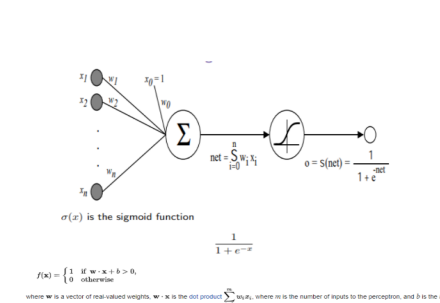 x1 w1 x0=1
x2 w2 w0
Σ
wn
xn
net = Σ wi xi
n
i=0
o = S(net) = 1 / 1 + e^-net
σ(x) is the sigmoid function
1 / 1 + e^-x
f(x) = { 1 if w · x + b > 0,
0 otherwise
where w is a vector of real-valued weights, w · x is the dot product Σ wixi, where m is the number of inputs to the perceptron, and b is the